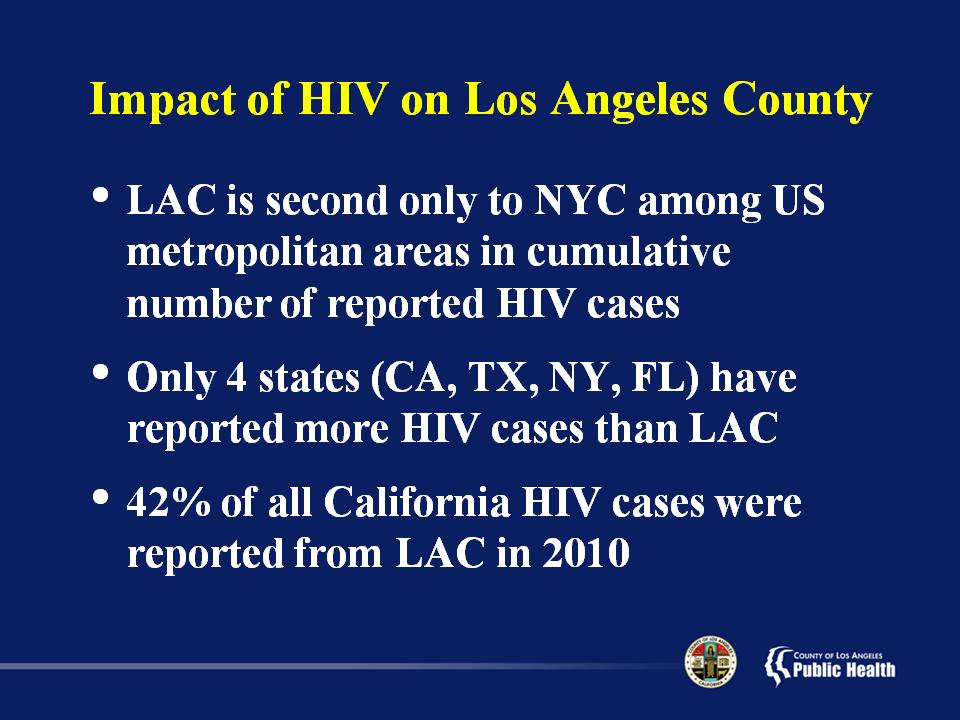 Impact of HIV on Los Angeles County
• LAC is second only to NYC among US
metropolitan areas in cumulative
number of reported HIV cases
• Only 4 states (CA, TX, NY, FL) have
reported more HIV cases than LAC
• 42% of all California HIV cases were
reported from LAC in 2010
COUNTY OF LOS ANGELES
Public Health